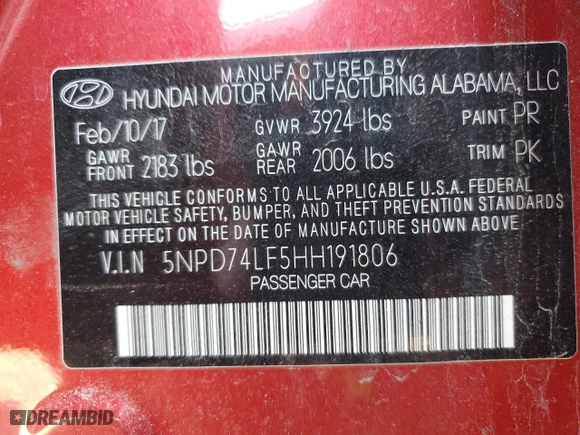 MANUFACTURED BY
HYUNDAI MOTOR MANUFACTURING ALABAMA, LLC
Feb/10/17 GVWR 3924 lbs PAINT PR
GAWR FRONT 2183 lbs GAWR REAR 2006 lbs TRIM PK
THIS VEHICLE CONFORMS TO ALL APPLICABLE U.S.A. FEDERAL
MOTOR VEHICLE SAFETY, BUMPER, AND THEFT PREVENTION STANDARDS
IN EFFECT ON THE DATE OF MANUFACTURE SHOWN ABOVE.
V.I.N 5NPD74LF5HH191806
PASSENGER CAR
DREAMBID